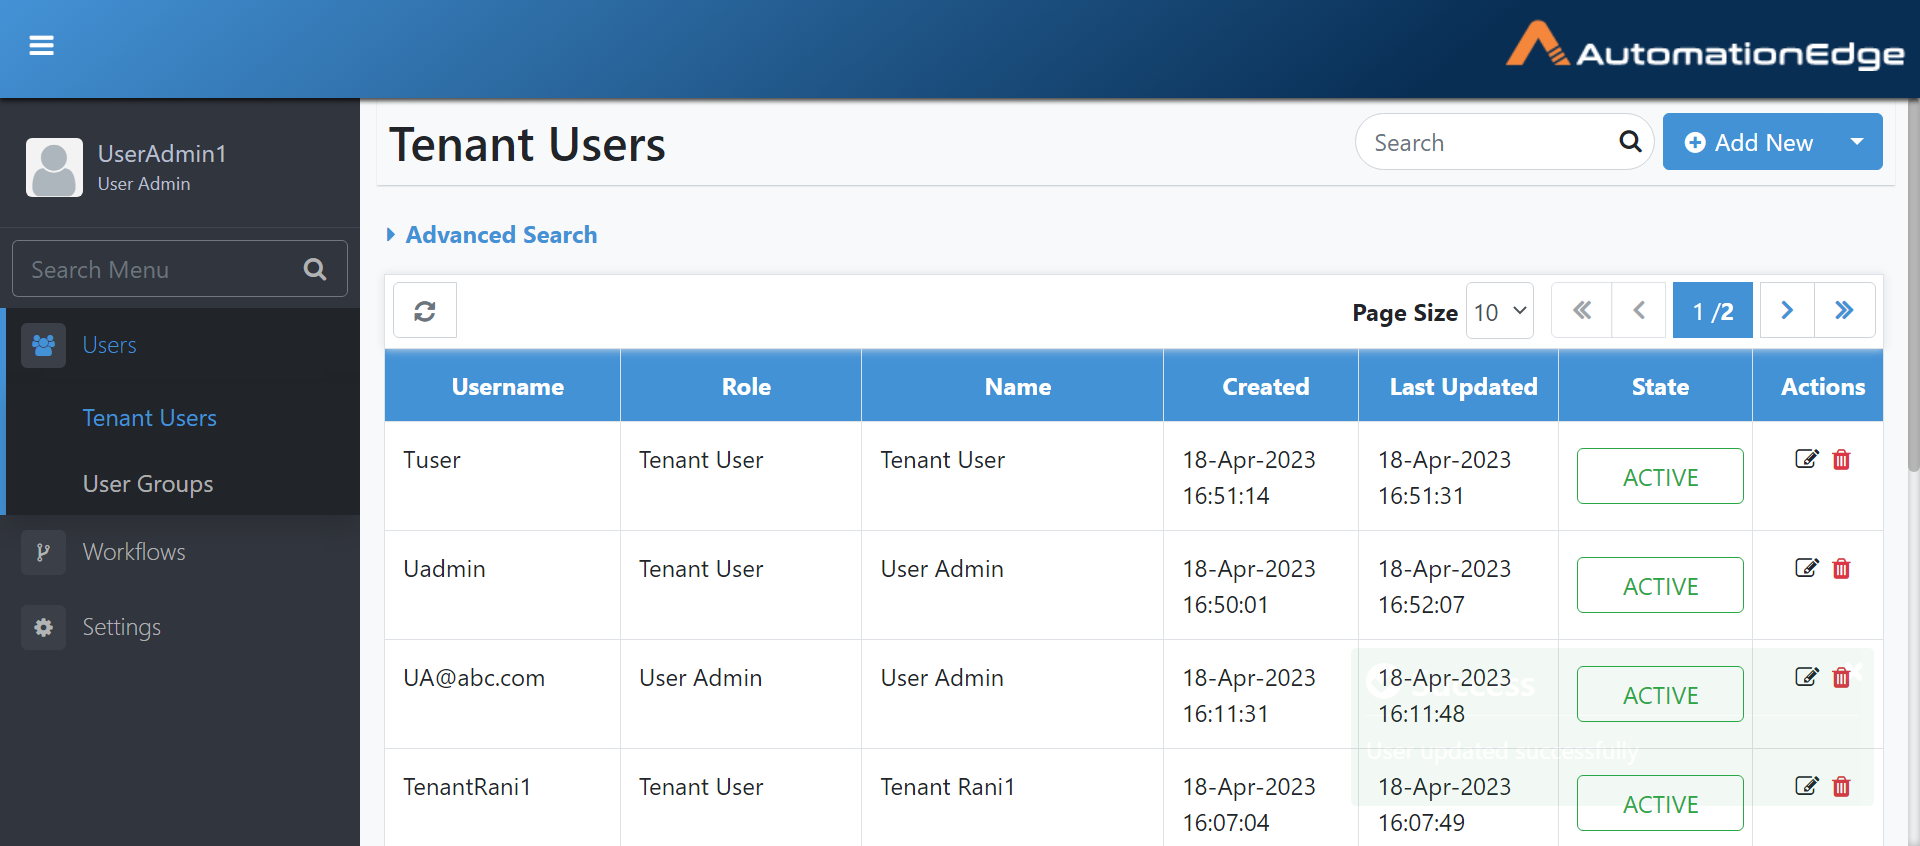 AutomationEdge
UserAdmin1
User Admin
Search Menu
Users
Tenant Users
User Groups
Workflows
Settings
Tenant Users
Search
Add New
Advanced Search
Page Size 10 1 /2
Username Role Name Created Last Updated State Actions
Tuser Tenant User Tenant User 18-Apr-2023 18-Apr-2023 ACTIVE
16:51:14 16:51:31
Uadmin Tenant User User Admin 18-Apr-2023 18-Apr-2023 ACTIVE
16:50:01 16:52:07
UA@abc.com User Admin User Admin 18-Apr-2023 18-Apr-2023 ACTIVE
16:11:31 16:11:48
Success
User updated successfully
TenantRani1 Tenant User Tenant Rani1 18-Apr-2023 18-Apr-2023 ACTIVE
16:07:04 16:07:49